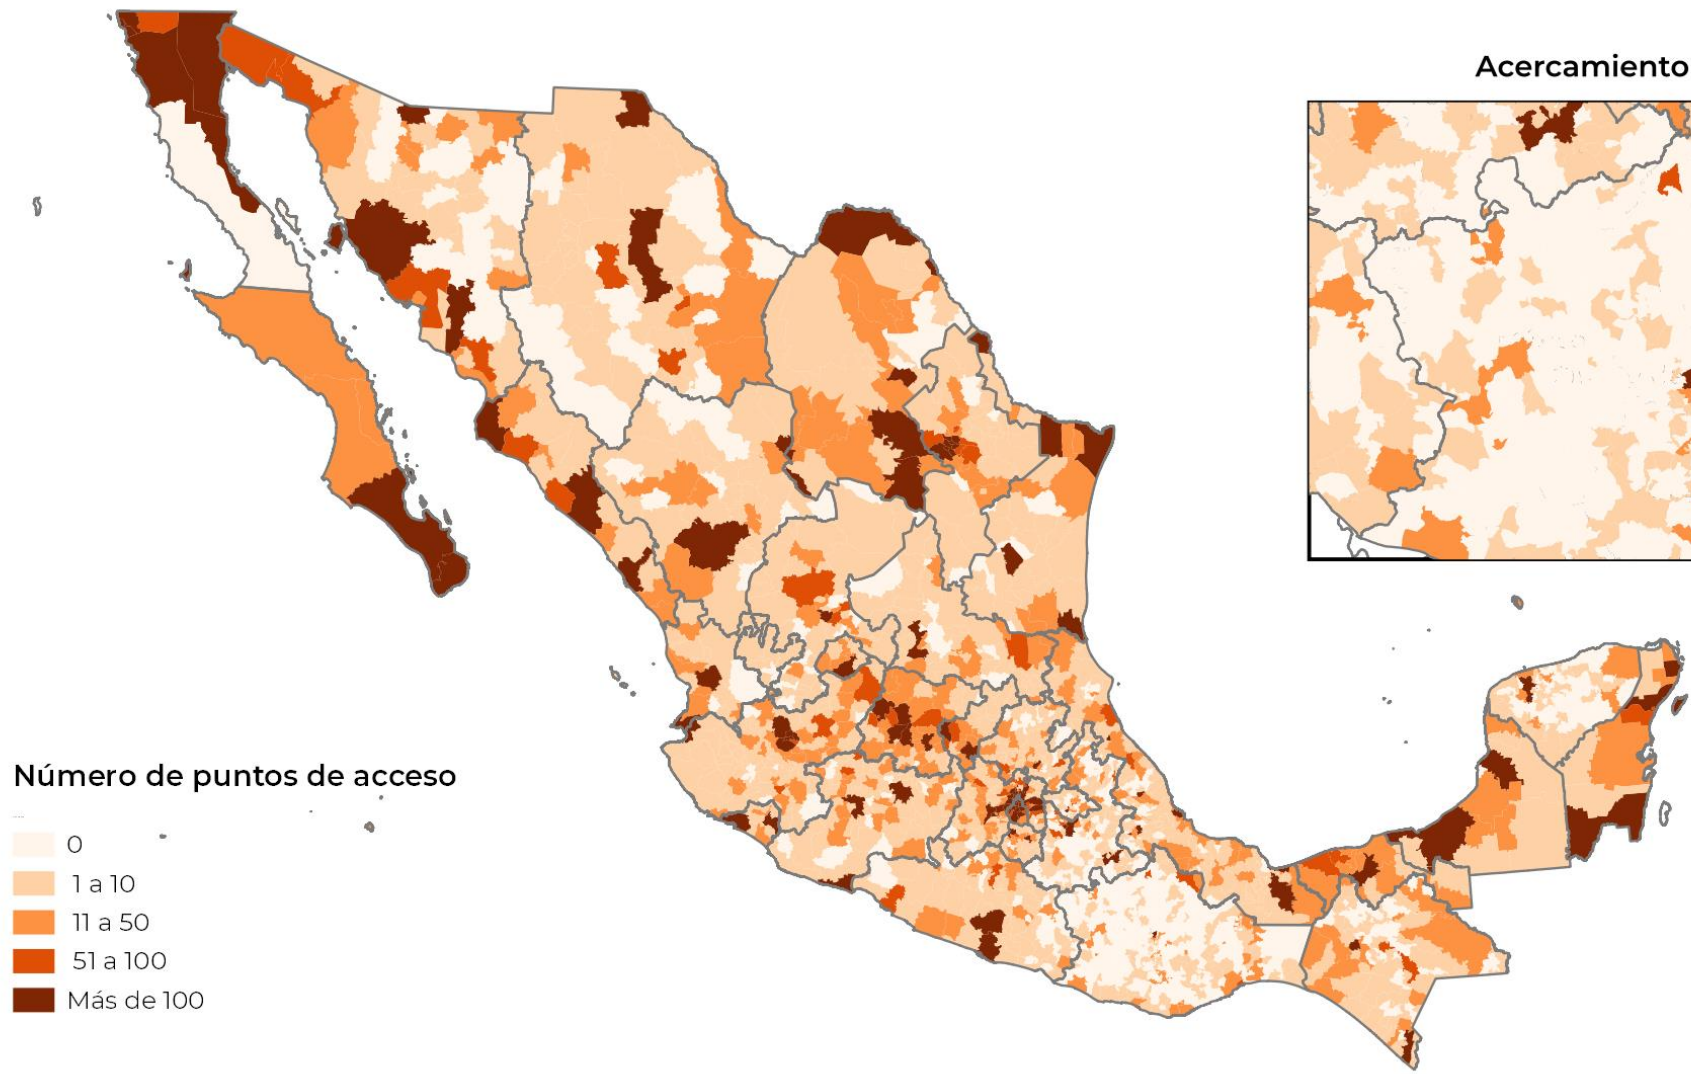 Acercamiento
Número de puntos de acceso
0
1 a 10
11 a 50
51 a 100
Más de 100